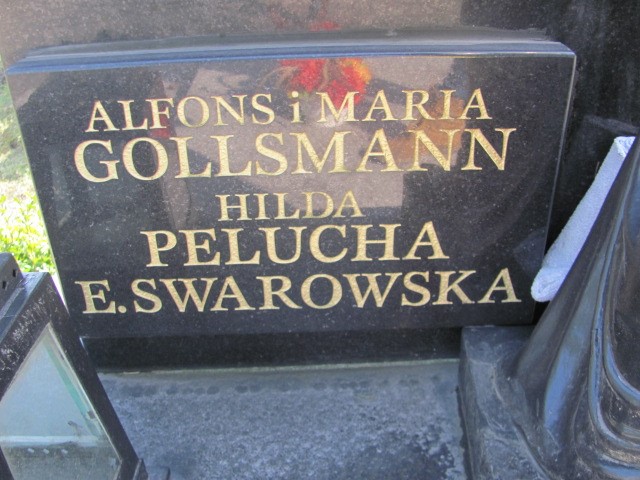 ALFONS i MARIA
GOLLSMANN
HILDA
PELUCHA
E. SWAROWSKA